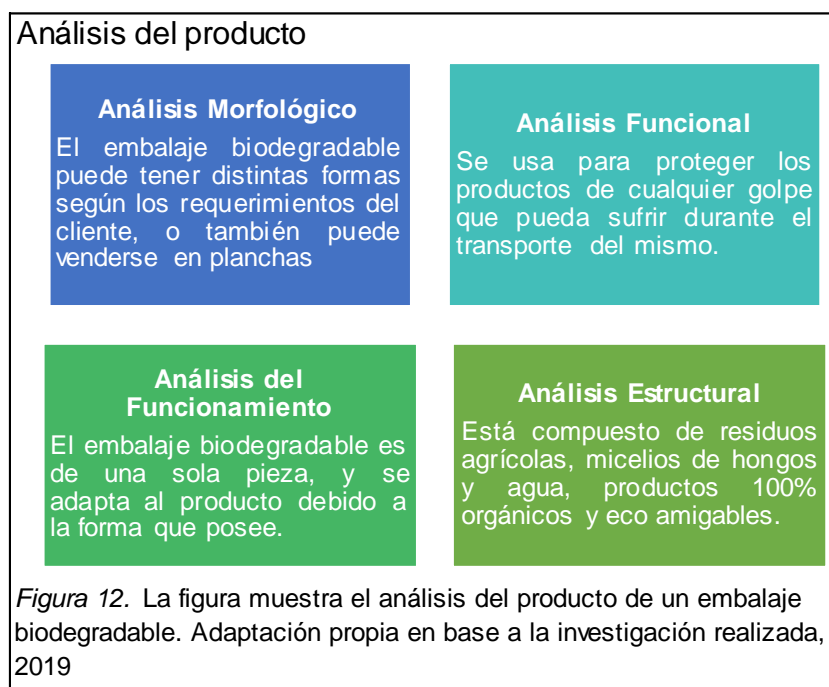 Análisis del producto
Análisis Morfológico
El embalaje biodegradable
puede tener distintas formas
según los requerimientos del
cliente, o también puede
venderse en planchas
Análisis Funcional
Se usa para proteger los
productos de cualquier golpe
que pueda sufrir durante el
transporte del mismo.
Análisis del
Funcionamiento
El embalaje biodegradable es
de una sola pieza, y se
adapta al producto debido a
la forma que posee.
Análisis Estructural
Está compuesto de residuos
agrícolas, micelios de hongos
y agua, productos 100%
orgánicos y eco amigables.
Figura 12. La figura muestra el análisis del producto de un embalaje
biodegradable. Adaptación propia en base a la investigación realizada,
2019